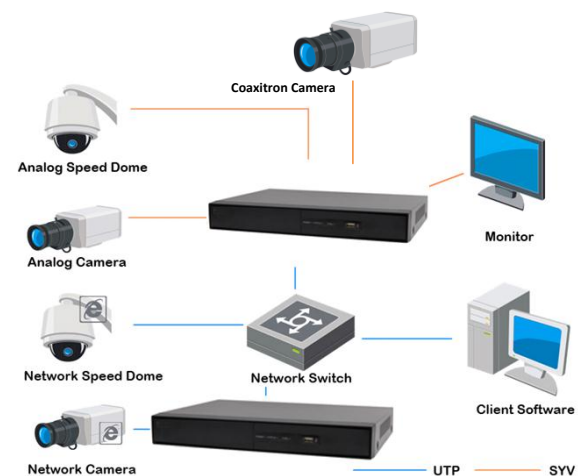 Coaxitron Camera
Analog Speed Dome
Monitor
Analog Camera
Network Speed Dome
Network Switch
Client Software
Network Camera
UTP
SYV